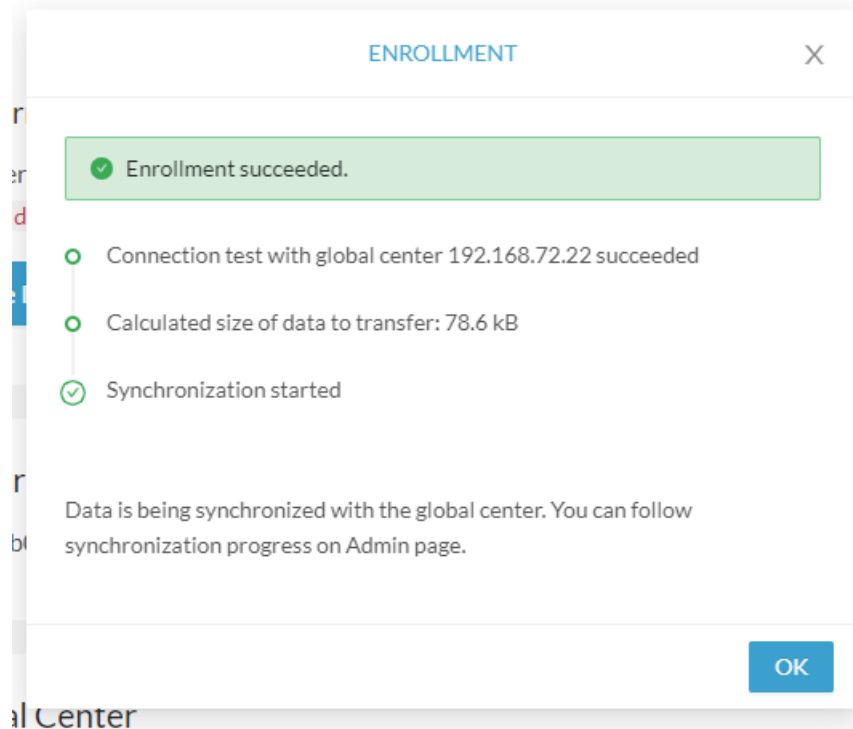 ENROLLMENT
X
Enrollment succeeded.
Connection test with global center 192.168.72.22 succeeded
Calculated size of data to transfer: 78.6 kB
Synchronization started
Data is being synchronized with the global center. You can follow
synchronization progress on Admin page.
OK
al Center